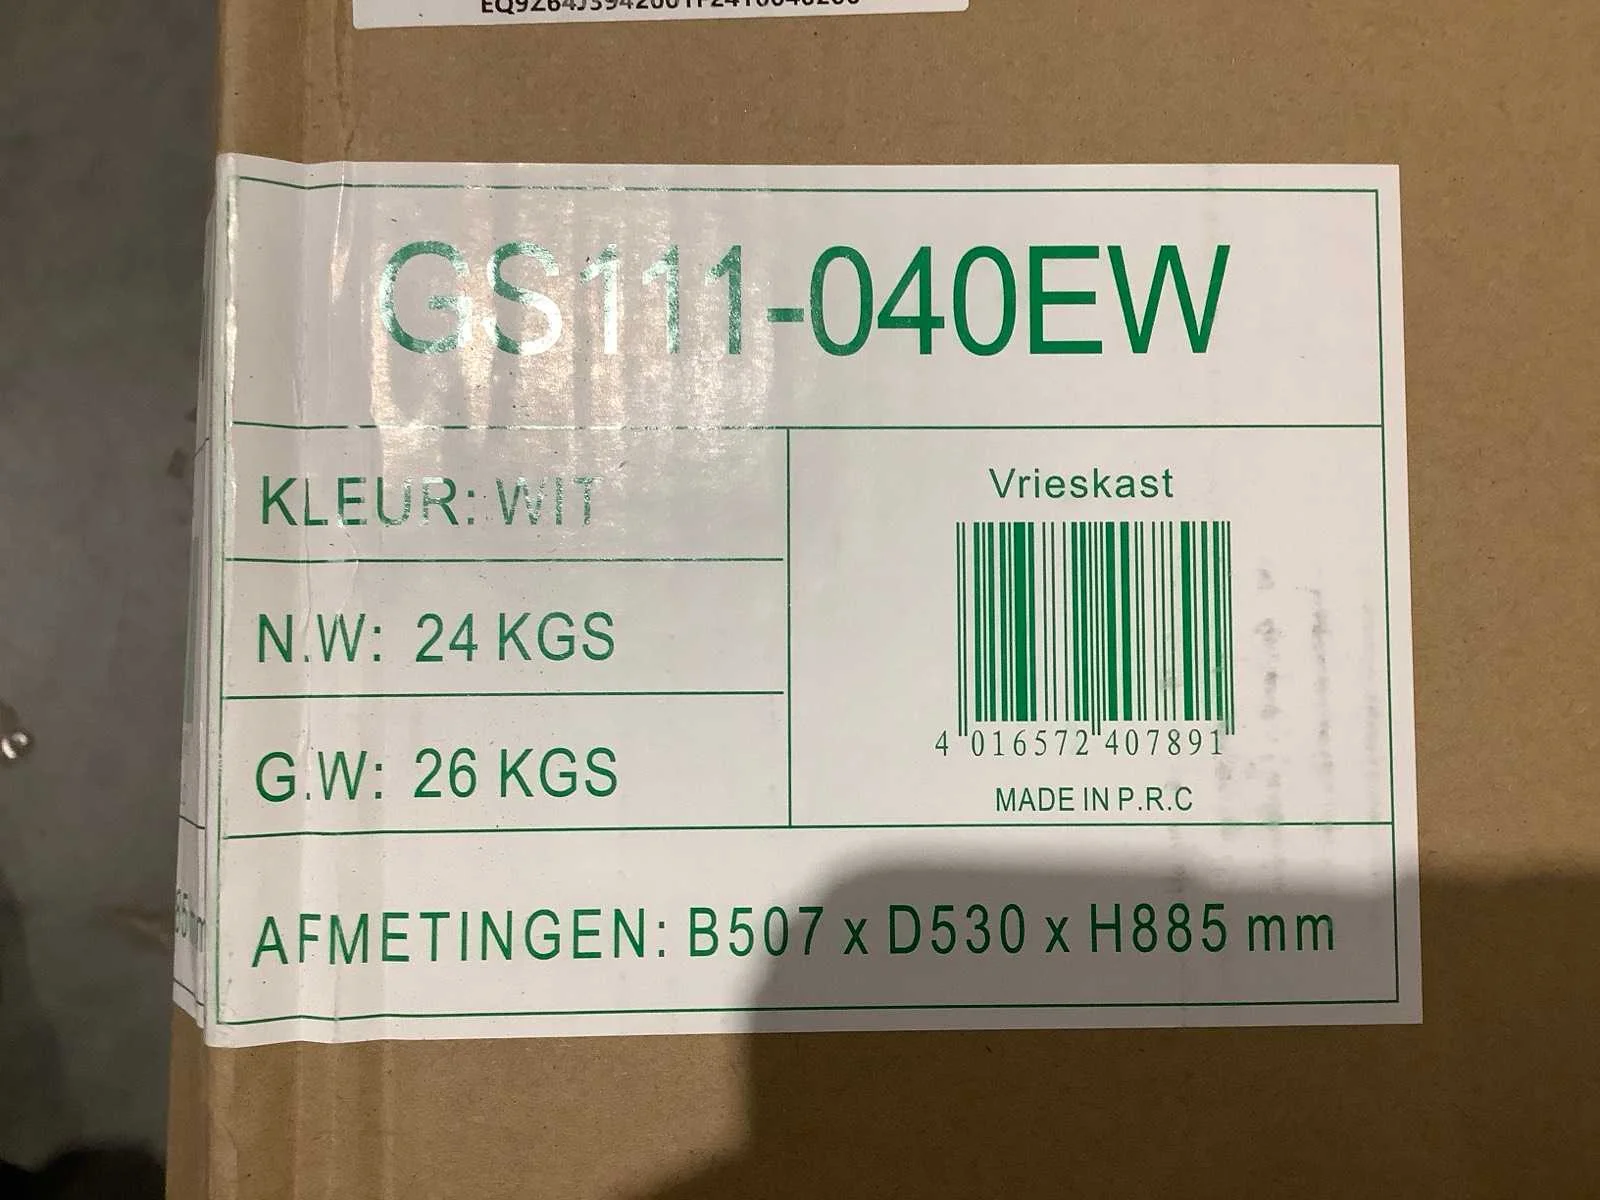 GS111-040EW
KLEUR: WIT
Vrieskast
N.W: 24 KGS
G.W: 26 KGS
4 016572 407891
MADE IN P.R.C
AFMETINGEN: B507 x D530 x H885 mm